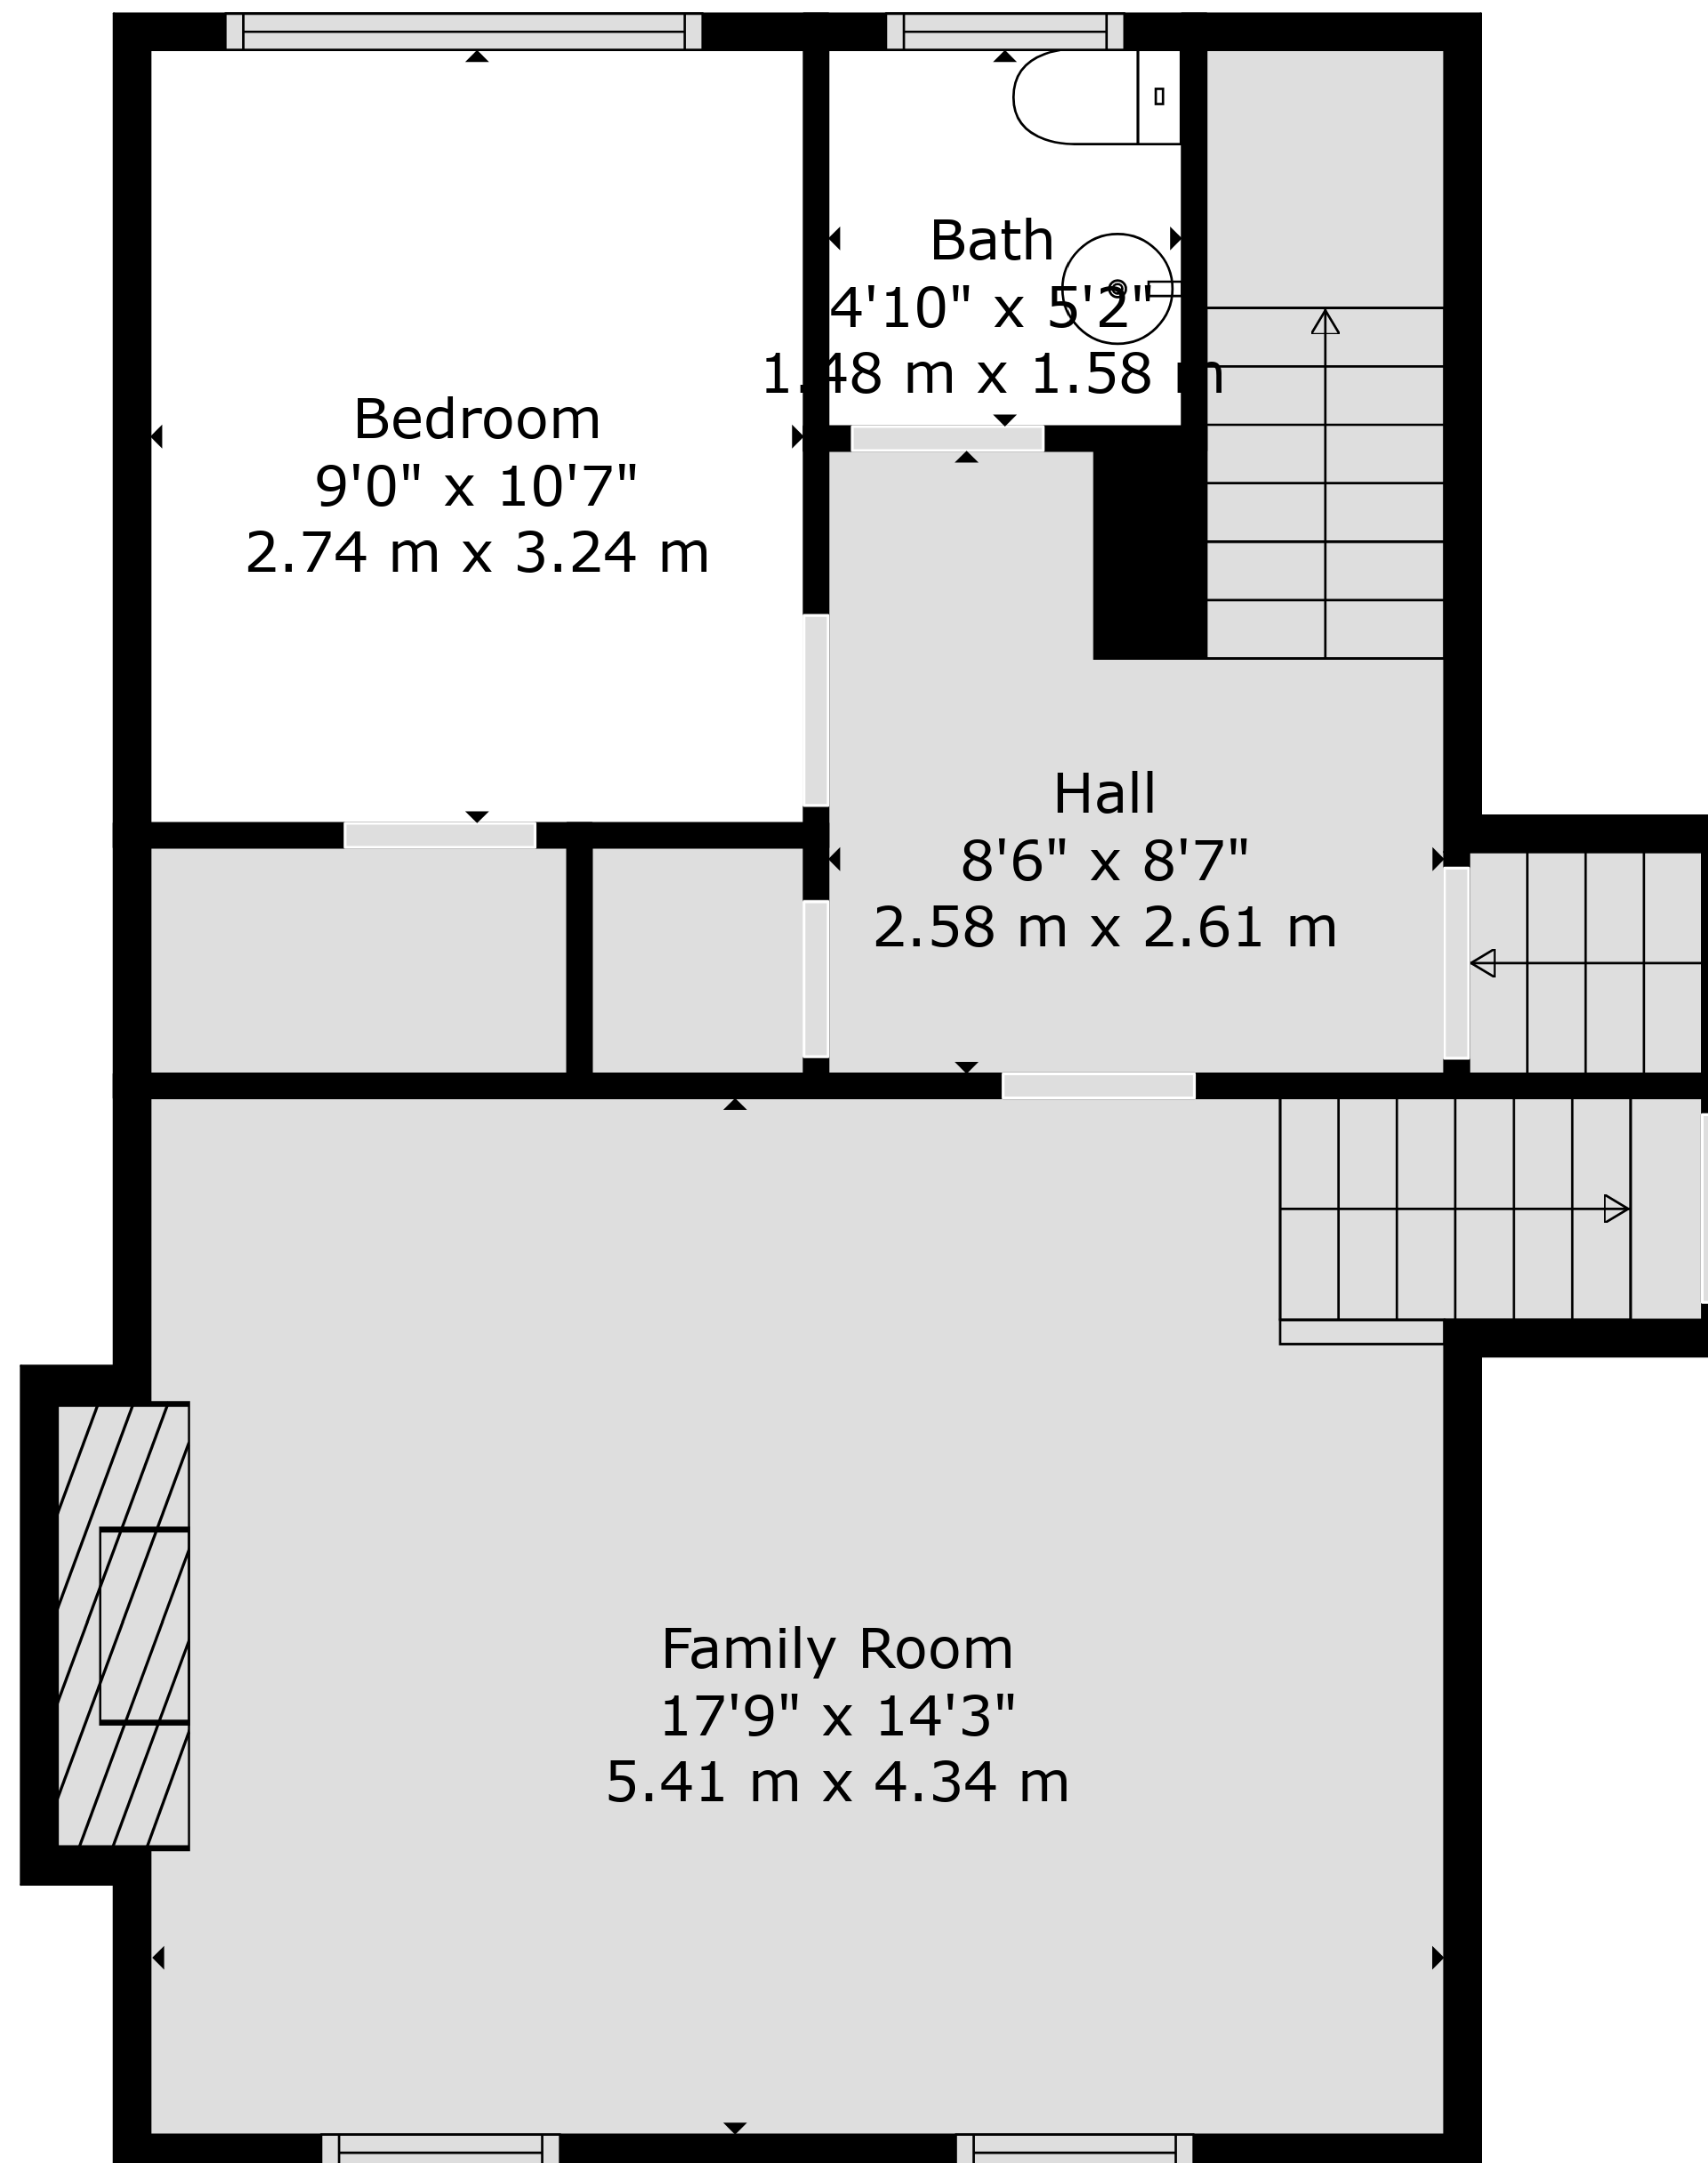 Bath
4'10" x 5'2"
1.48 m x 1.58 m
Bedroom
9'0" x 10'7"
2.74 m x 3.24 m
Hall
8'6" x 8'7"
2.58 m x 2.61 m
Family Room
17'9" x 14'3"
5.41 m x 4.34 m